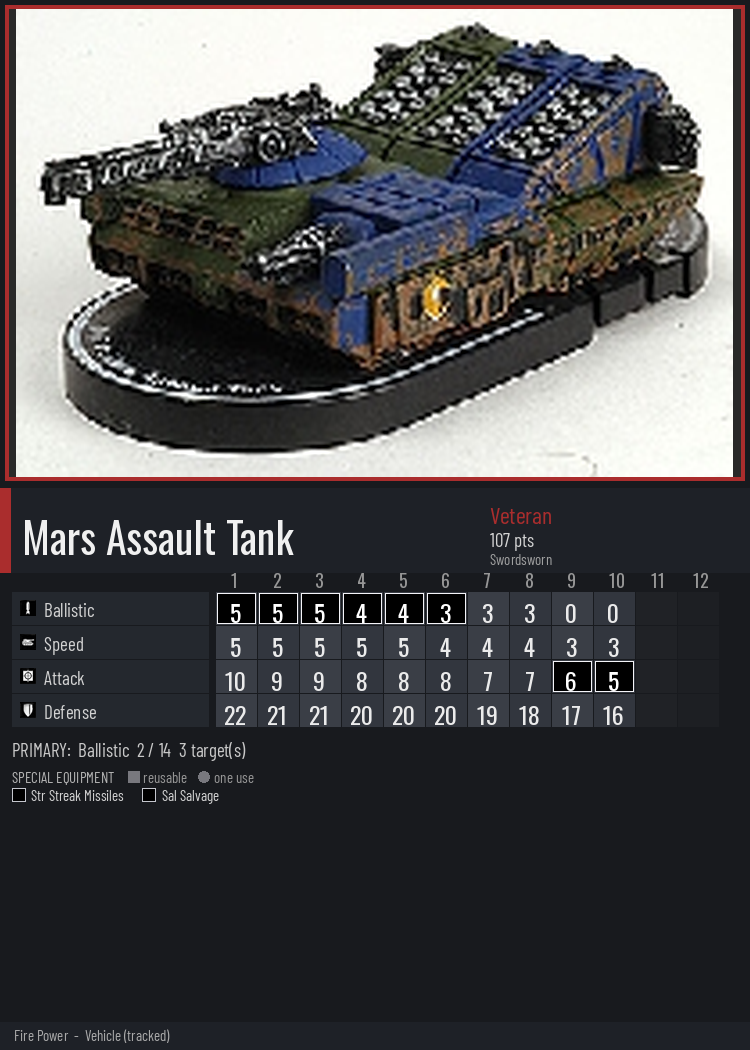 Mars Assault Tank
Veteran
107 pts
Swordsworn
1 2 3 4 5 6 7 8 9 10 11 12
Ballistic 5 5 5 4 4 3 3 3 0 0
Speed 5 5 5 5 5 4 4 4 3 3
Attack 10 9 9 8 8 8 7 7 6 5
Defense 22 21 21 20 20 20 19 18 17 16
PRIMARY: Ballistic 2 / 14 3 target(s)
SPECIAL EQUIPMENT reusable one use
Str Streak Missiles Sal Salvage
Fire Power - Vehicle (tracked)